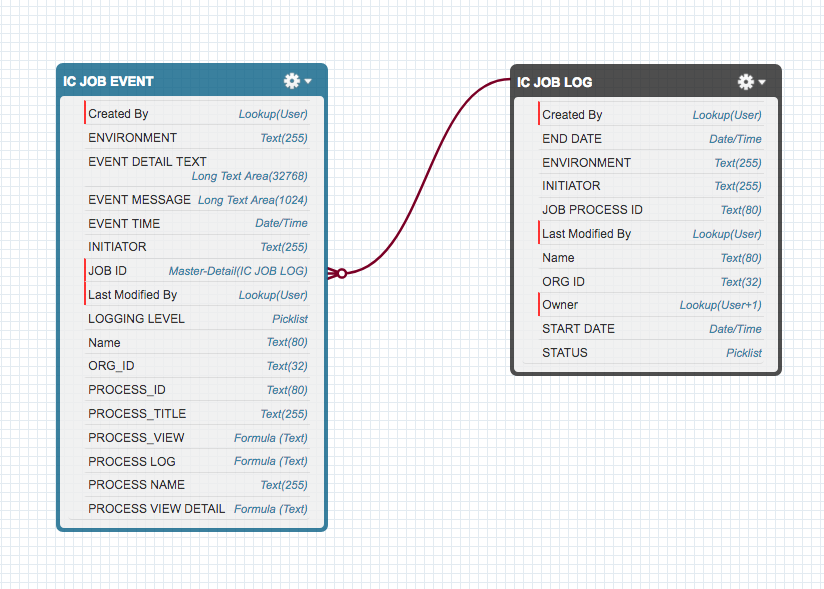 IC JOB EVENT
Created By Lookup(User)
ENVIRONMENT Text(255)
EVENT DETAIL TEXT
Long Text Area(32768)
EVENT MESSAGE Long Text Area(1024)
EVENT TIME Date/Time
INITIATOR Text(255)
JOB ID Master-Detail(IC JOB LOG)
Last Modified By Lookup(User)
LOGGING LEVEL Picklist
Name Text(80)
ORG_ID Text(32)
PROCESS_ID Text(80)
PROCESS_TITLE Text(255)
PROCESS_VIEW Formula (Text)
PROCESS LOG Formula (Text)
PROCESS NAME Text(255)
PROCESS VIEW DETAIL Formula (Text)
IC JOB LOG
Created By Lookup(User)
END DATE Date/Time
ENVIRONMENT Text(255)
INITIATOR Text(255)
JOB PROCESS ID Text(80)
Last Modified By Lookup(User)
Name Text(80)
ORG ID Text(32)
Owner Lookup(User+1)
START DATE Date/Time
STATUS Picklist